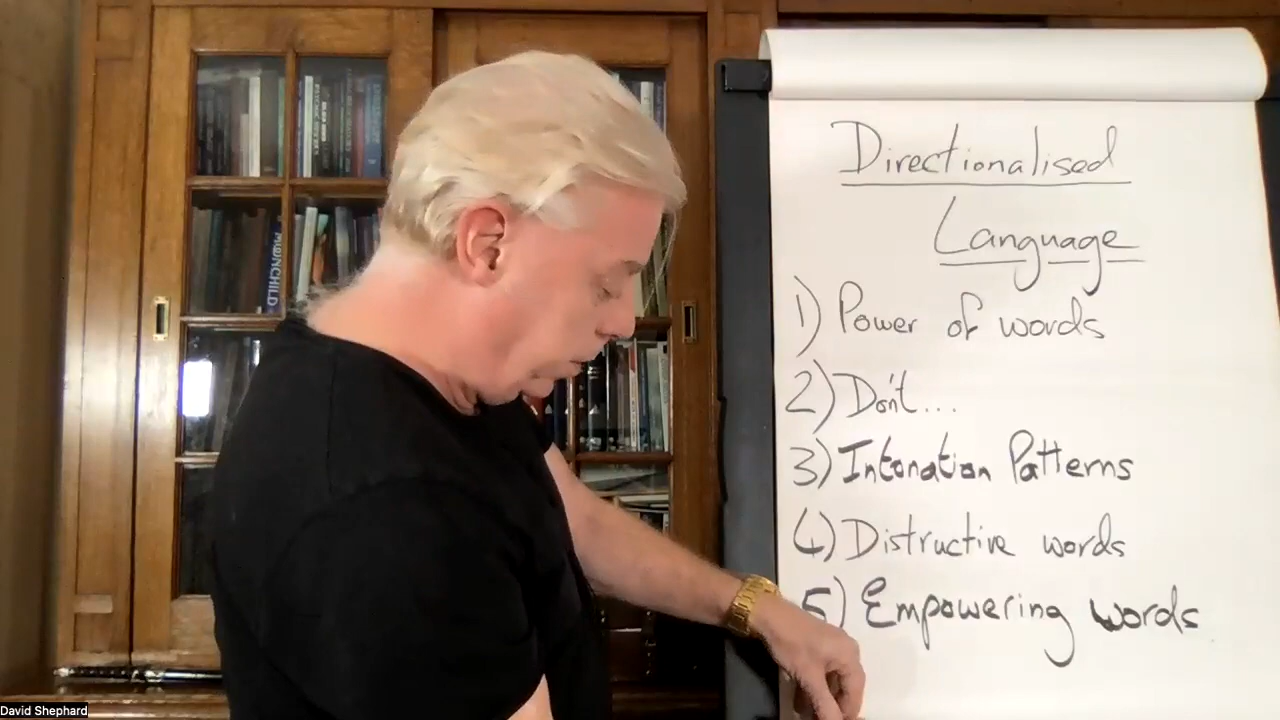 Directionalised
Language
1) Power of words
2) Don't...
3) Intonation Patterns
4) Distructive words
5) Empowering words
MOONCHILD
David Shephard